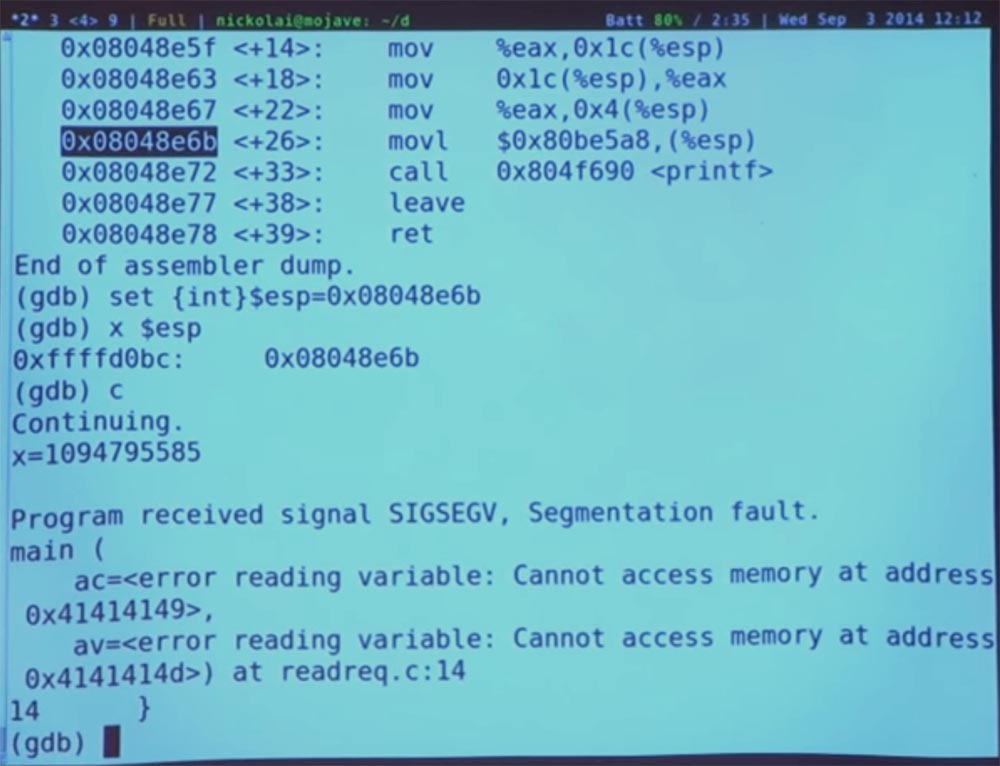 *2* 3 <4> 9 | Full | nickolai@mojave: ~/d Batt 80% / 2:35 | Wed Sep 3 2014 12:12
0x08048e5f <+14>: mov %eax,0x1c(%esp)
0x08048e63 <+18>: mov 0x1c(%esp),%eax
0x08048e67 <+22>: mov %eax,0x4(%esp)
0x08048e6b <+26>: movl $0x80be5a8,(%esp)
0x08048e72 <+33>: call 0x804f690 <printf>
0x08048e77 <+38>: leave
0x08048e78 <+39>: ret
End of assembler dump.
(gdb) set {int}$esp=0x08048e6b
(gdb) x $esp
0xffffd0bc: 0x08048e6b
(gdb) c
Continuing.
x=1094795585
Program received signal SIGSEGV, Segmentation fault.
main (
ac=<error reading variable: Cannot access memory at address
0x41414149>,
av=<error reading variable: Cannot access memory at address
0x4141414d>) at readreq.c:14
14 }
(gdb)